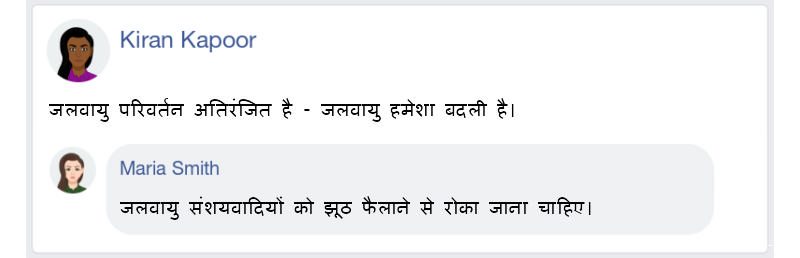 Kiran Kapoor
जलवायु परिवर्तन अतिरंजित है - जलवायु हमेशा बदली है।
Maria Smith
जलवायु संशयवादियों को झूठ फैलाने से रोका जाना चाहिए।